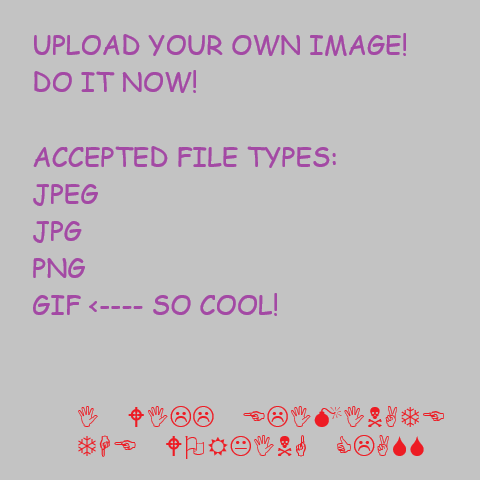 UPLOAD YOUR OWN IMAGE!
DO IT NOW!
ACCEPTED FILE TYPES:
JPEG
JPG
PNG
GIF <---- SO COOL!
✋ 🕈✋☹☹ ☜☹✋💣✋☠✌❄☜
❄☟☜ 🕈⚐☼😐✋☠☝ 👍☹✌💧💧